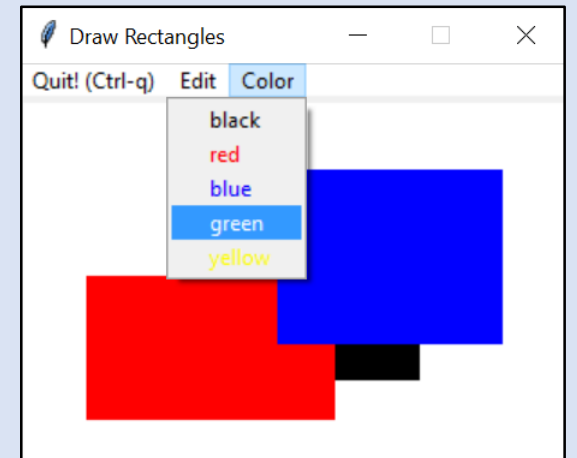 Draw Rectangles
Quit! (Ctrl-q) Edit Color
black
red
blue
green
yellow